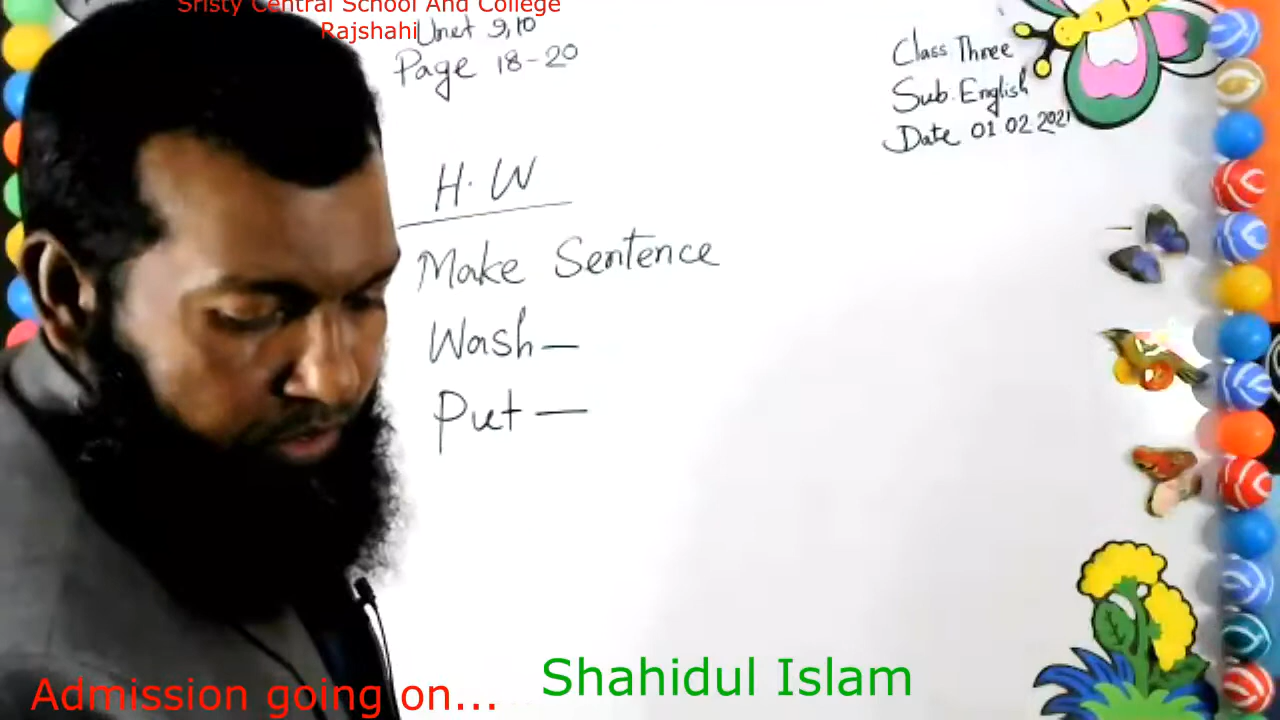 Sristy Central School And College
Rajshahi
Unet 9,10
Page 18-20
Class Three
Sub. English
Date 01 02 2021
H. W
Make Sentence
Wash —
Put —
Admission going on...
Shahidul Islam